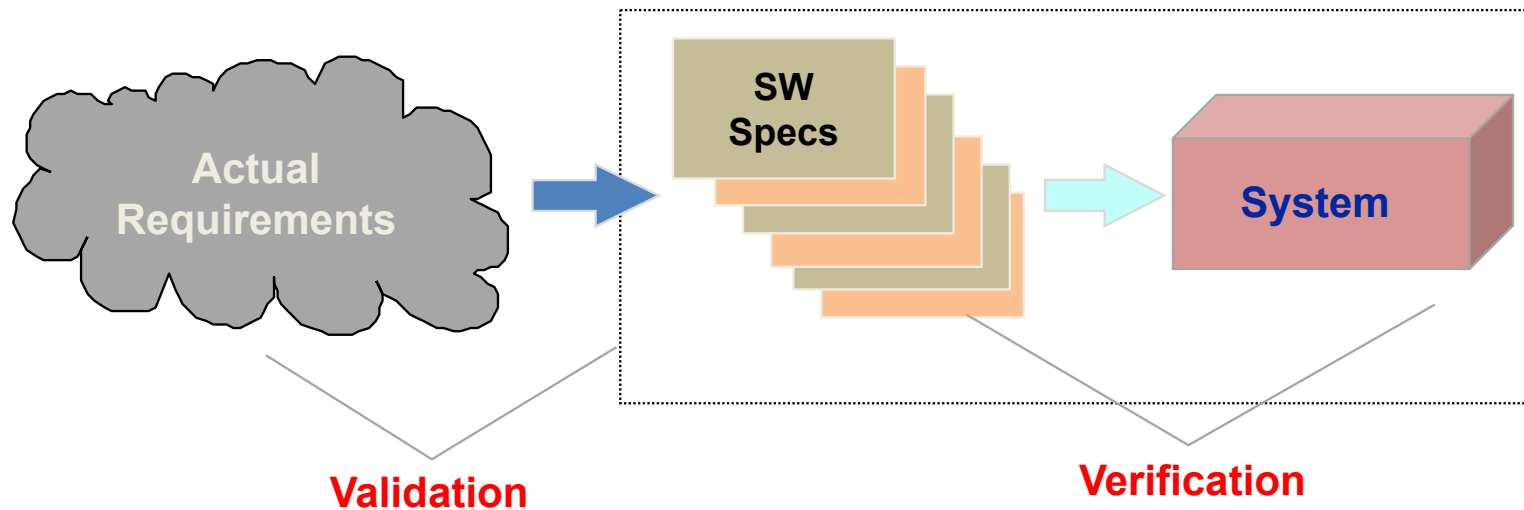 Actual
Requirements
SW
Specs
System
Validation
Verification